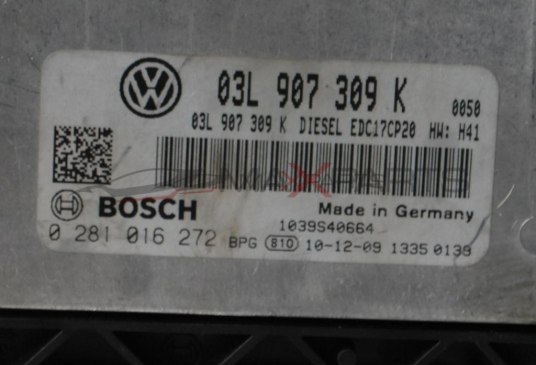 03L 907 309 K 0050
03L 907 309 K DIESEL EDC17CP20 HW: H41
BOSCH
Made in Germany
1039S40664
0 281 016 272 BPG 810 10-12-09 1335 0139